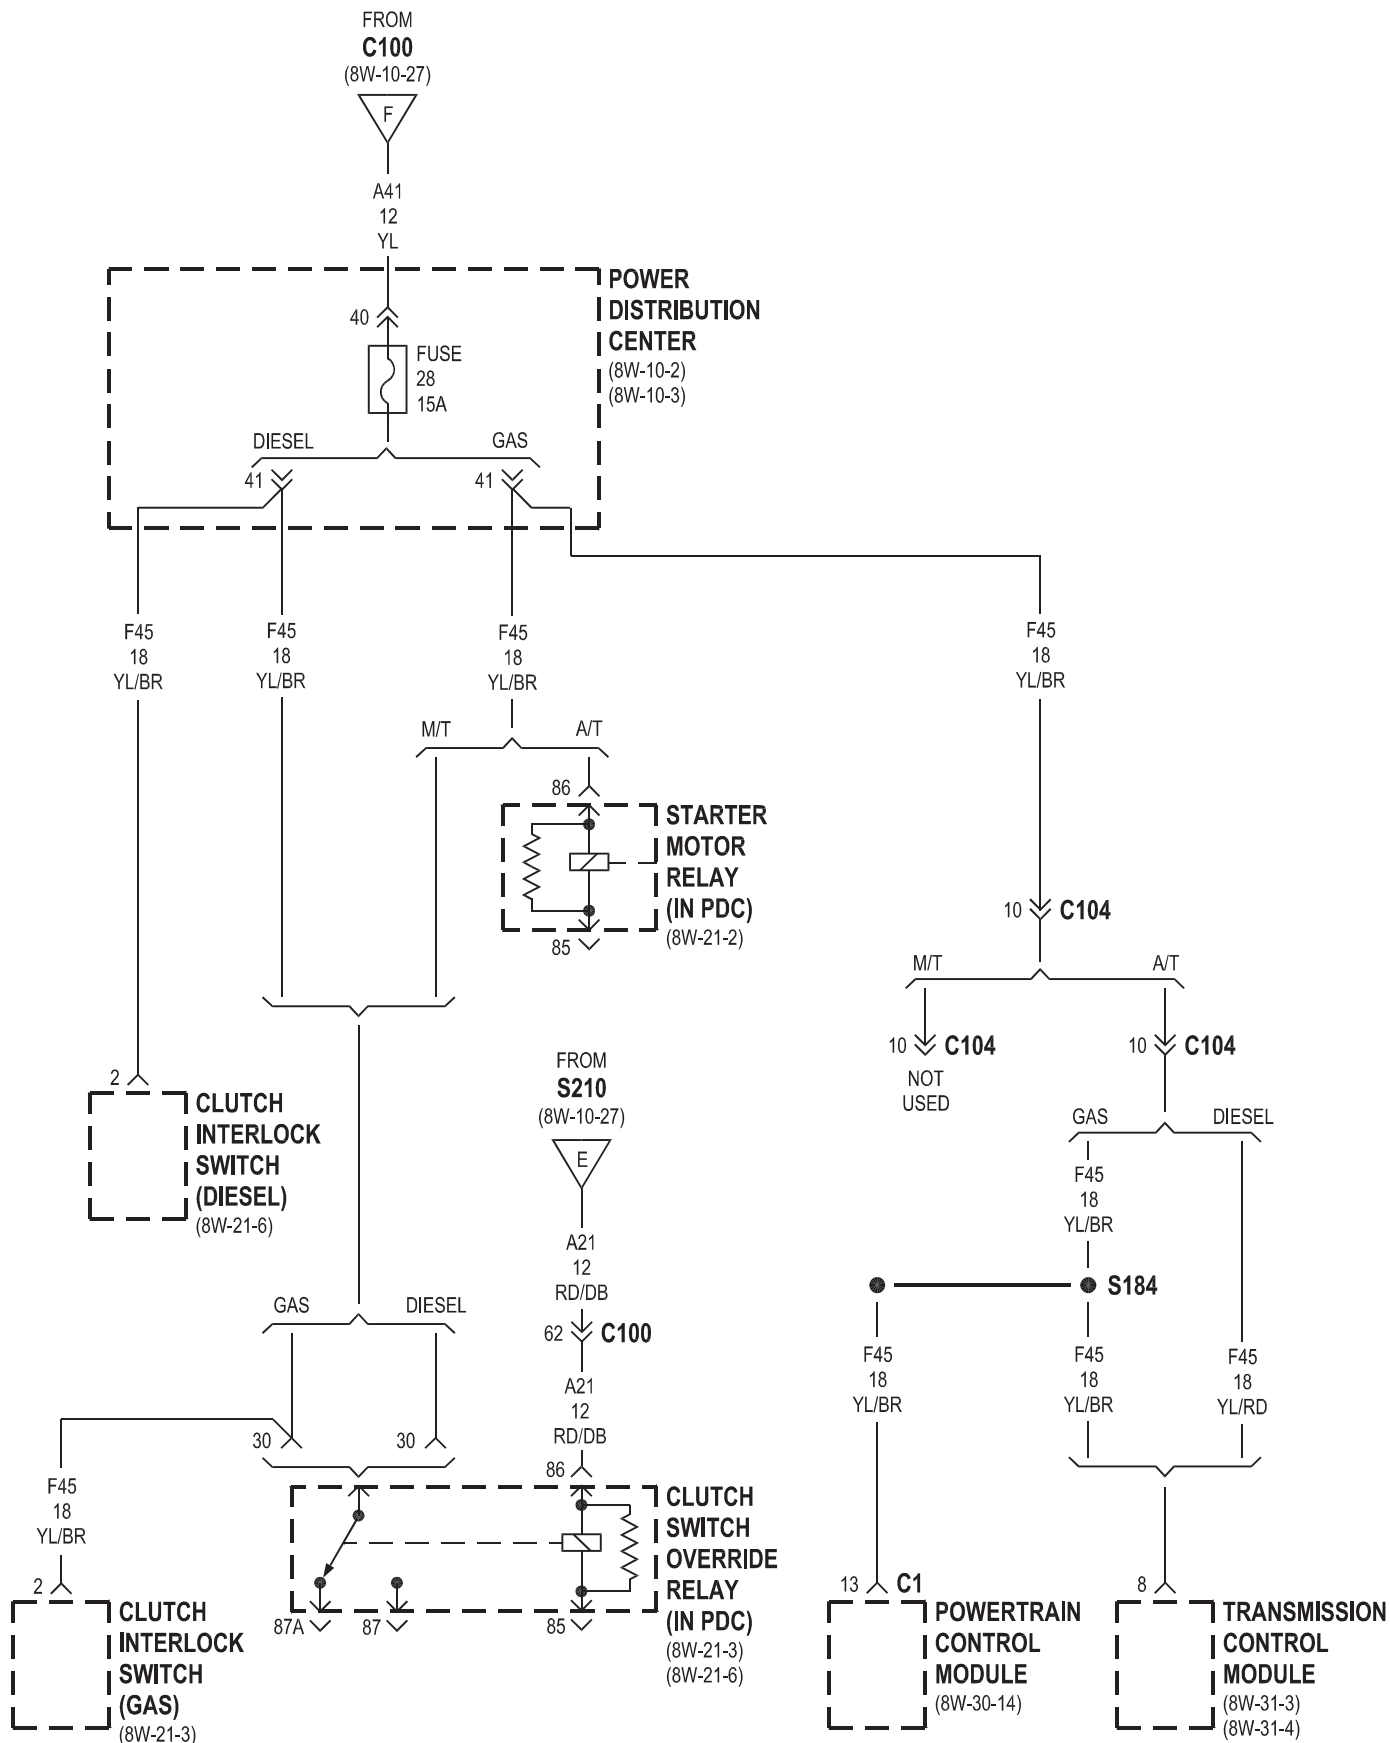 FROM
C100
(8W-10-27)
F
A41
12
YL
POWER
DISTRIBUTION
CENTER
(8W-10-2)
(8W-10-3)
40
FUSE
28
15A
DIESEL
GAS
41
41
F45
18
YL/BR
F45
18
YL/BR
F45
18
YL/BR
F45
18
YL/BR
M/T
A/T
86
STARTER
MOTOR
RELAY
(IN PDC)
(8W-21-2)
85
10
C104
M/T
A/T
10
C104
NOT
USED
10
C104
2
CLUTCH
INTERLOCK
SWITCH
(DIESEL)
(8W-21-6)
FROM
S210
(8W-10-27)
E
A21
12
RD/DB
62
C100
A21
12
RD/DB
86
GAS
DIESEL
F45
18
YL/BR
S184
F45
18
YL/BR
F45
18
YL/BR
F45
18
YL/RD
GAS
DIESEL
30
30
F45
18
YL/BR
2
CLUTCH
INTERLOCK
SWITCH
(GAS)
(8W-21-3)
87A
87
85
CLUTCH
SWITCH
OVERRIDE
RELAY
(IN PDC)
(8W-21-3)
(8W-21-6)
13
C1
POWERTRAIN
CONTROL
MODULE
(8W-30-14)
8
TRANSMISSION
CONTROL
MODULE
(8W-31-3)
(8W-31-4)